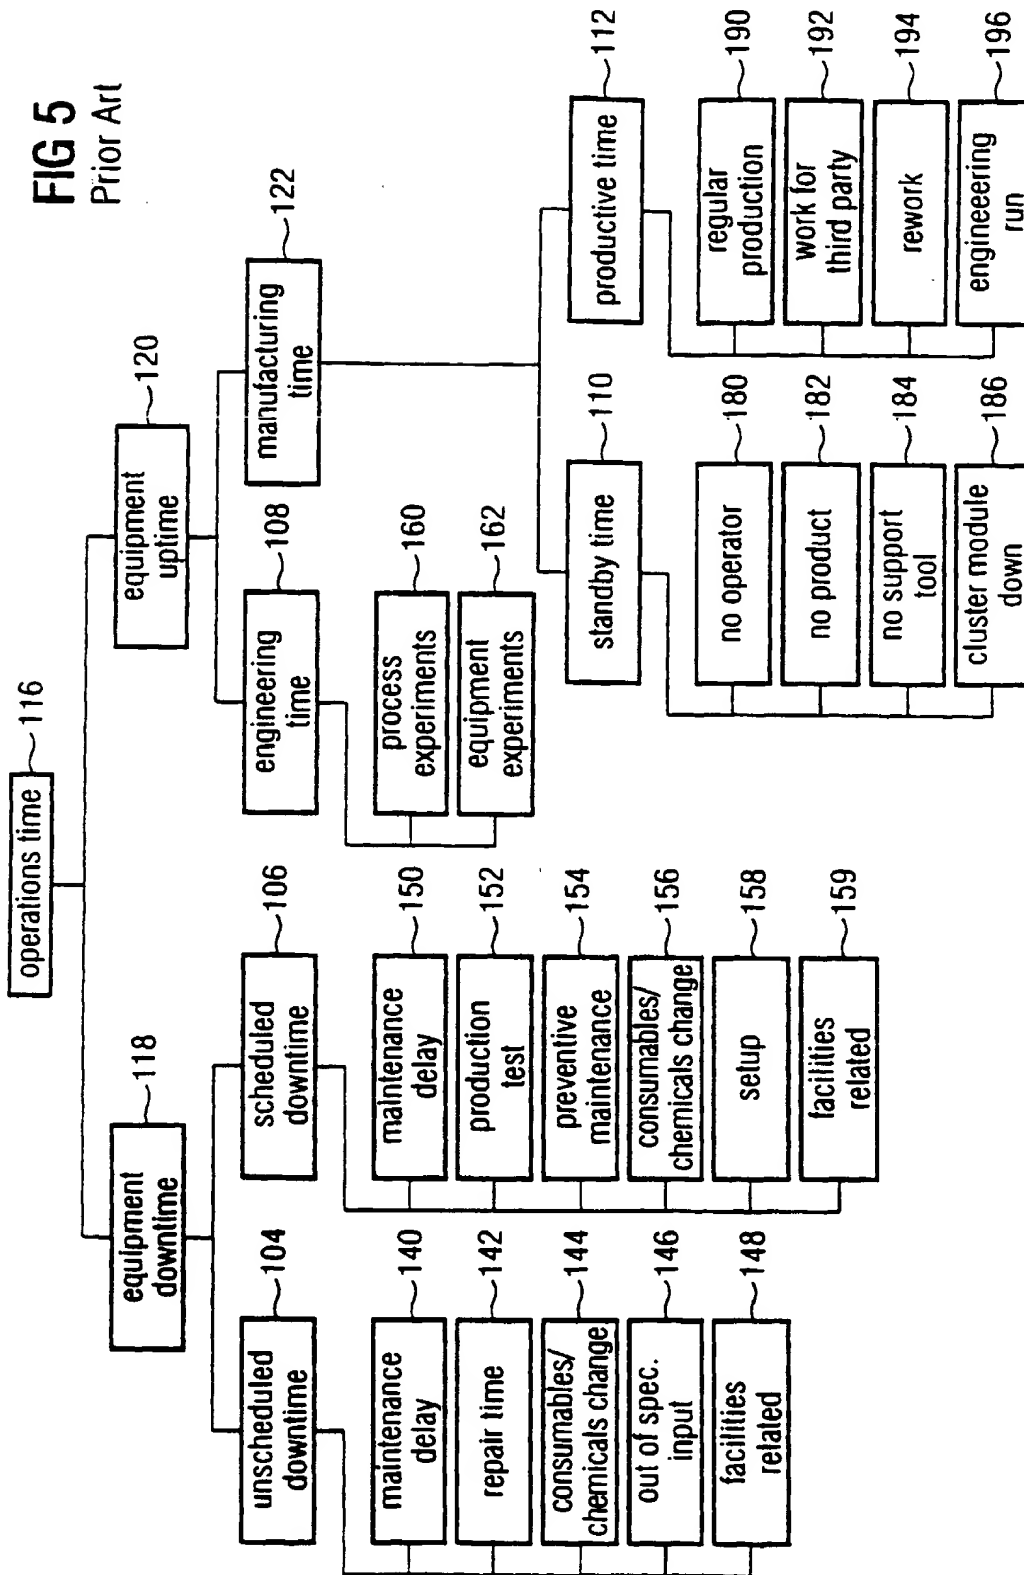 FIG 5
Prior Art
operations time
116
equipment
downtime
118
equipment
uptime
120
unscheduled
downtime
104
scheduled
downtime
106
engineering
time
108
manufacturing
time
122
maintenance
delay
140
repair time
142
consumables/
chemicals change
144
out of spec.
input
146
facilities
related
148
maintenance
delay
150
production
test
152
preventive
maintenance
154
consumables/
chemicals change
156
setup
158
facilities
related
159
process
experiments
160
equipment
experiments
162
standby time
110
productive time
112
no operator
180
no product
182
no support
tool
184
cluster module
down
186
regular
production
190
work for
third party
192
rework
194
engineeering
run
196